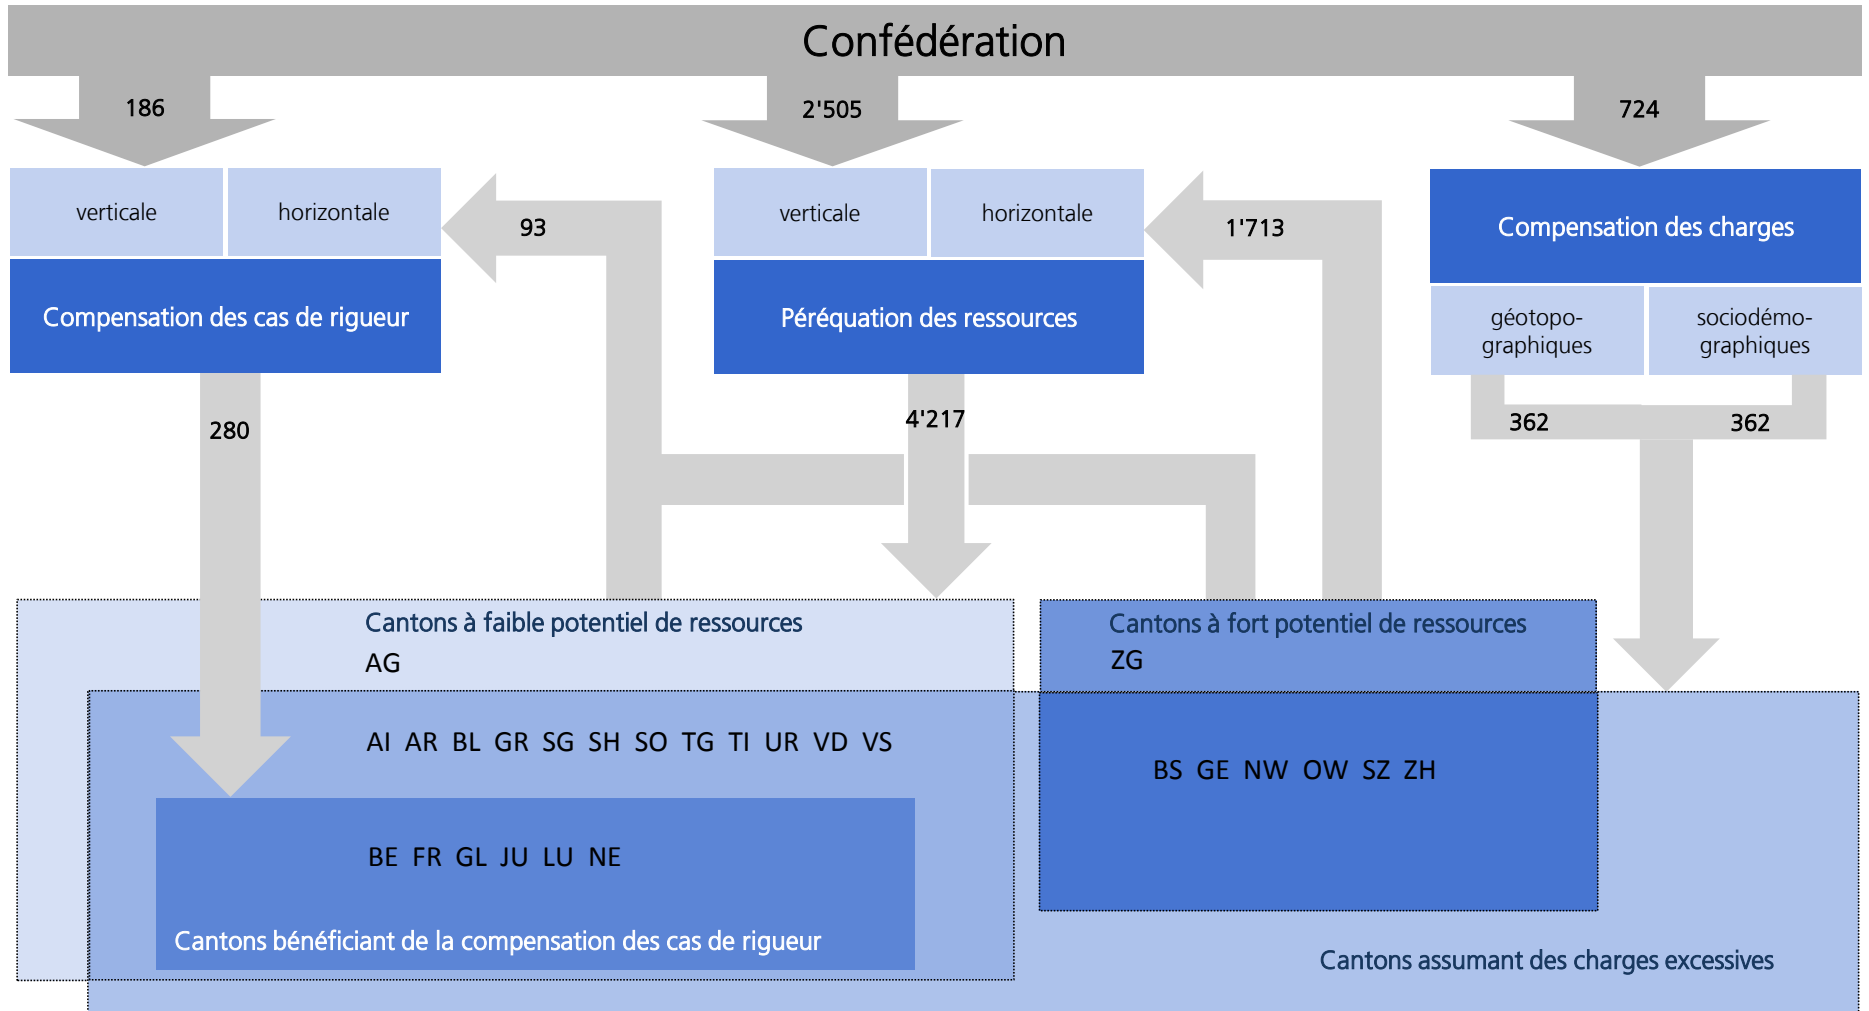 Confédération
186
2'505
724
verticale
horizontale
93
verticale
horizontale
1'713
Compensation des charges
Compensation des cas de rigueur
Péréquation des ressources
géotopo-
graphiques
sociodémo-
graphiques
280
4'217
362
362
Cantons à faible potentiel de ressources
AG
Cantons à fort potentiel de ressources
ZG
AI AR BL GR SG SH SO TG TI UR VD VS
BS GE NW OW SZ ZH
BE FR GL JU LU NE
Cantons bénéficiant de la compensation des cas de rigueur
Cantons assumant des charges excessives